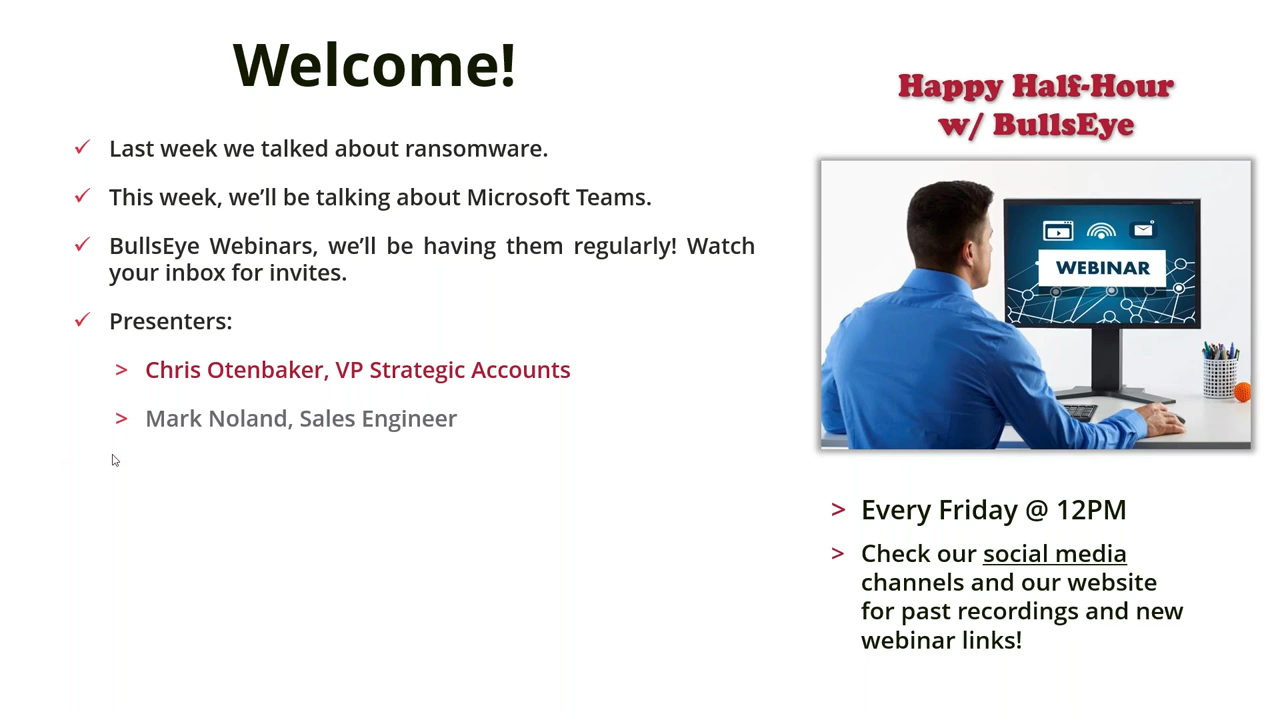 Welcome!
Last week we talked about ransomware.
This week, we’ll be talking about Microsoft Teams.
BullsEye Webinars, we’ll be having them regularly! Watch
your inbox for invites.
Presenters:
> Chris Otenbaker, VP Strategic Accounts
> Mark Noland, Sales Engineer
Happy Half-Hour
w/ BullsEye
WEBINAR
> Every Friday @ 12PM
> Check our social media
channels and our website
for past recordings and new
webinar links!